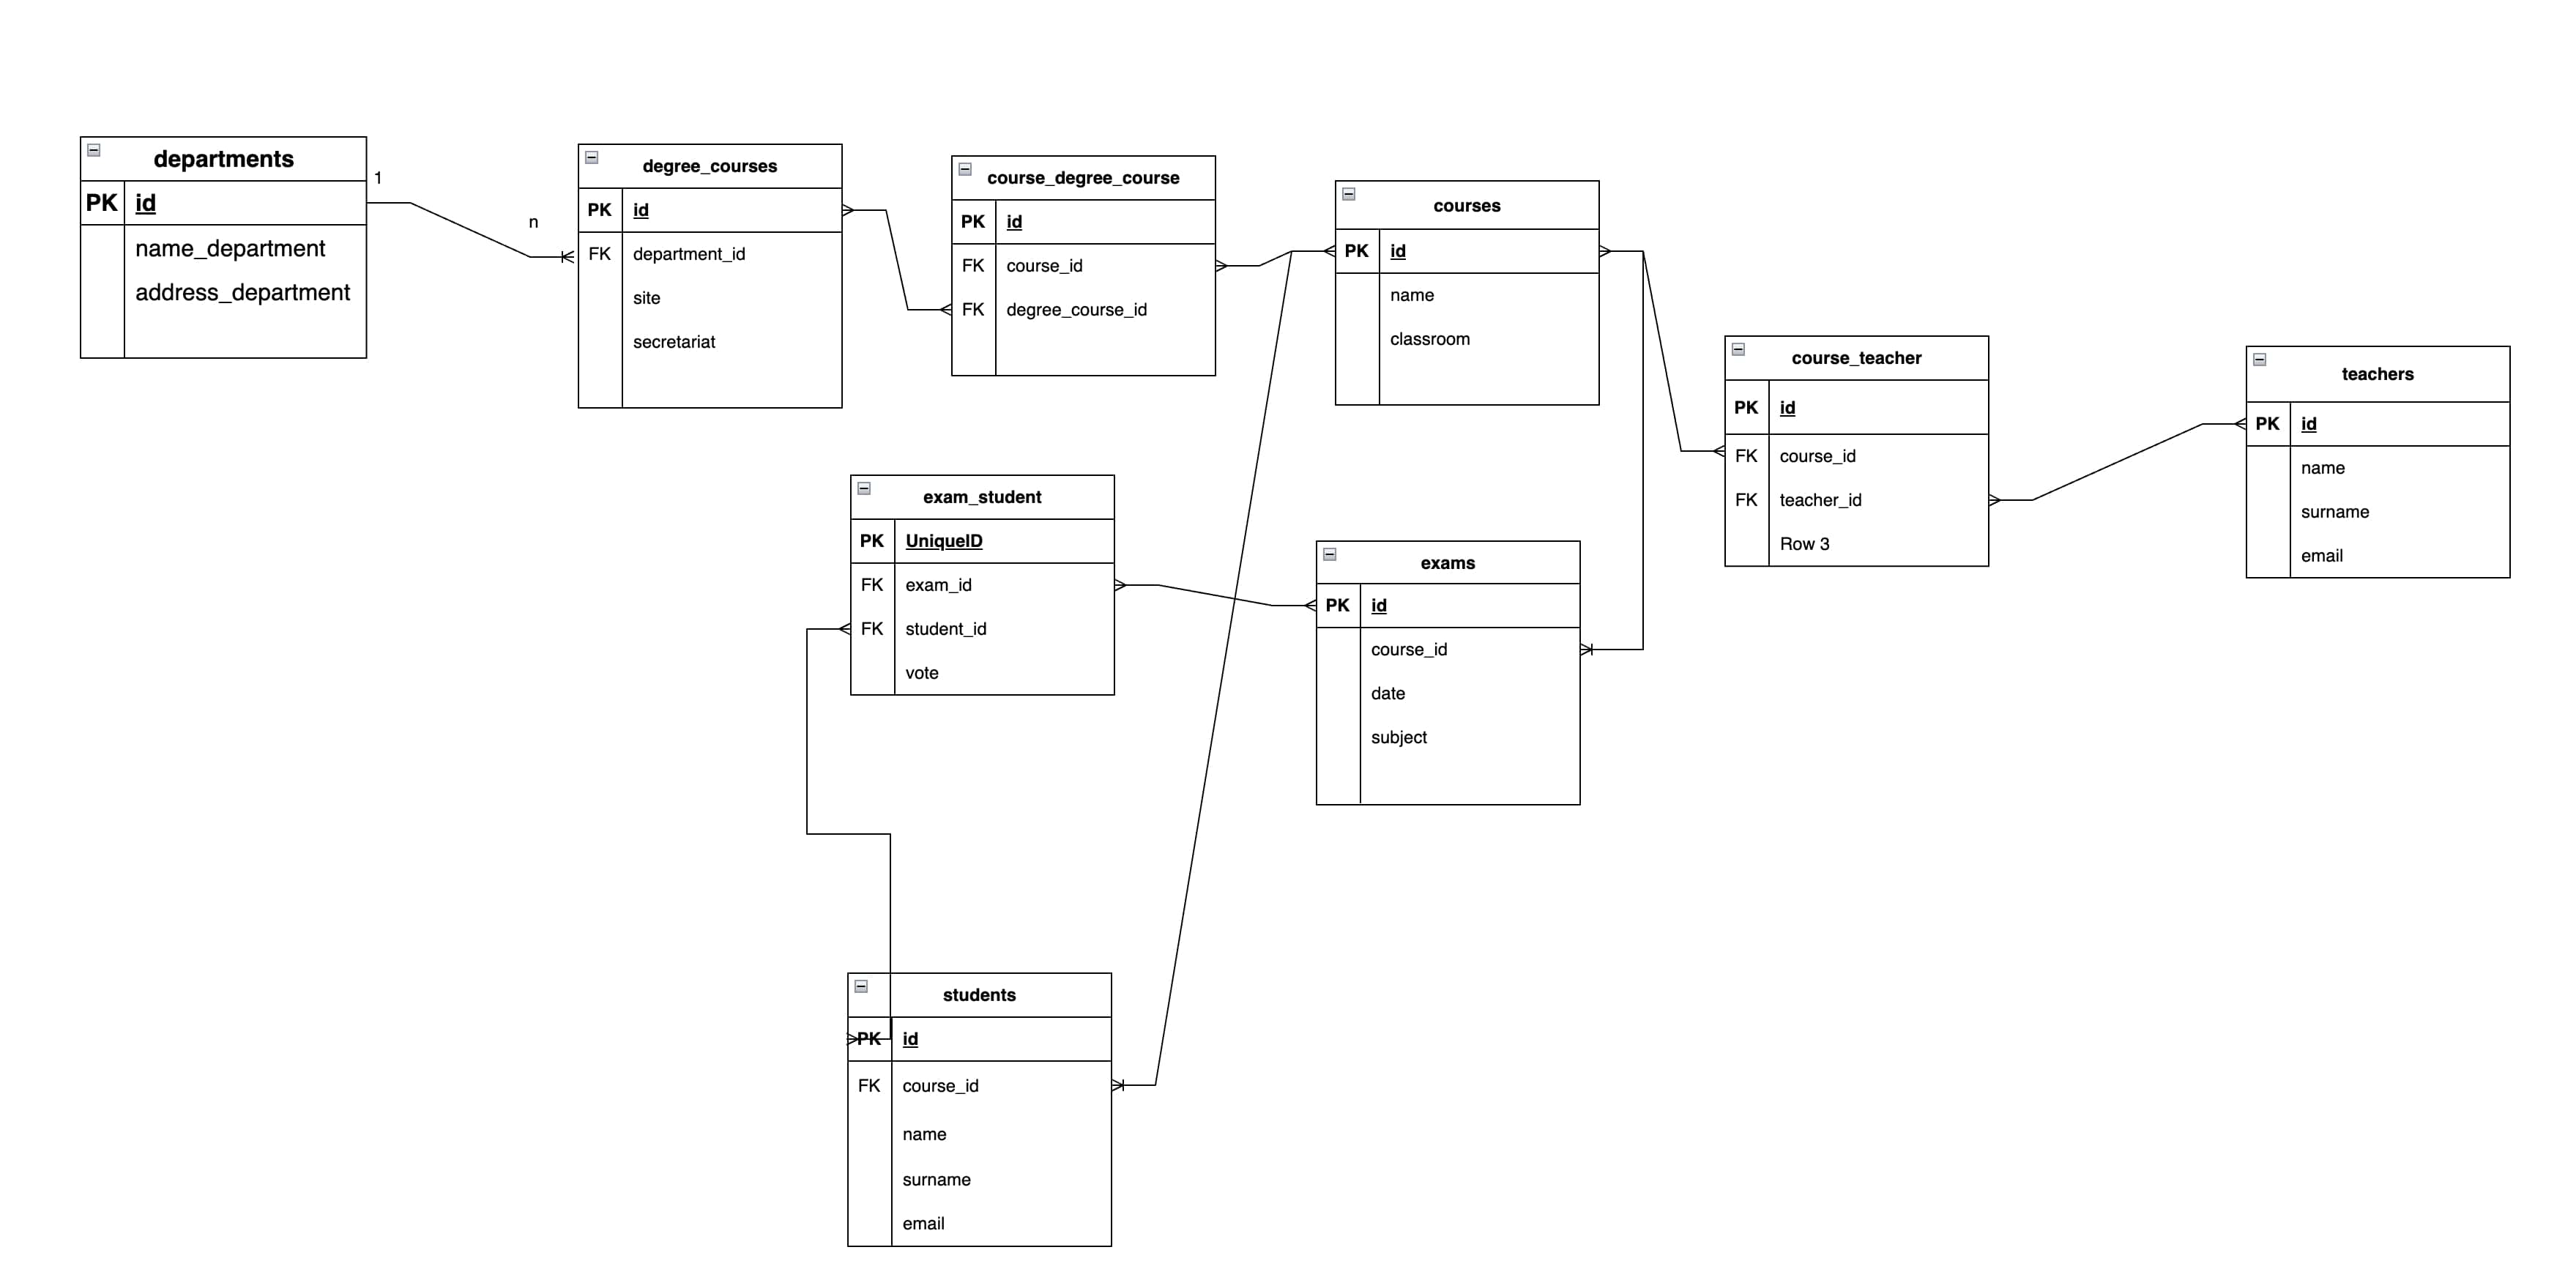 departments
PK id
name_department
address_department
1
n
degree_courses
PK id
FK department_id
site
secretariat
course_degree_course
PK id
FK course_id
FK degree_course_id
courses
PK id
name
classroom
course_teacher
PK id
FK course_id
FK teacher_id
Row 3
teachers
PK id
name
surname
email
exam_student
PK UniqueID
FK exam_id
FK student_id
vote
exams
PK id
course_id
date
subject
students
PK id
FK course_id
name
surname
email